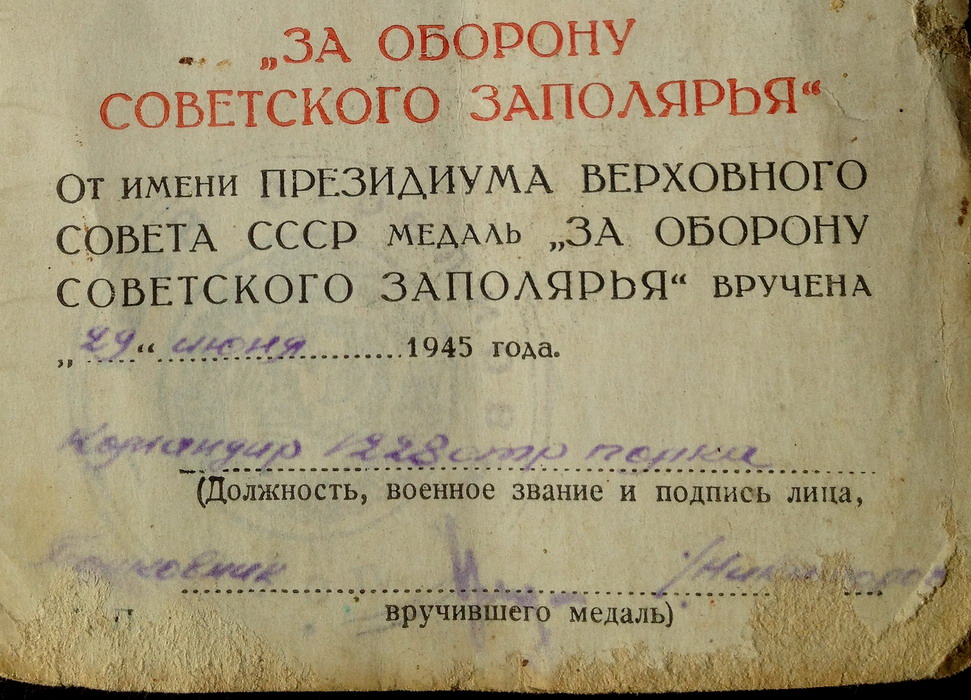 „ЗА ОБОРОНУ
СОВЕТСКОГО ЗАПОЛЯРЬЯ“
От имени ПРЕЗИДИУМА ВЕРХОВНОГО
СОВЕТА СССР медаль „ЗА ОБОРОНУ
СОВЕТСКОГО ЗАПОЛЯРЬЯ“ вручена
„29“ июня 1945 года.
Командир 1228 стр полка
(Должность, военное звание и подпись лица,
Полковник /Никифоров
вручившего медаль)